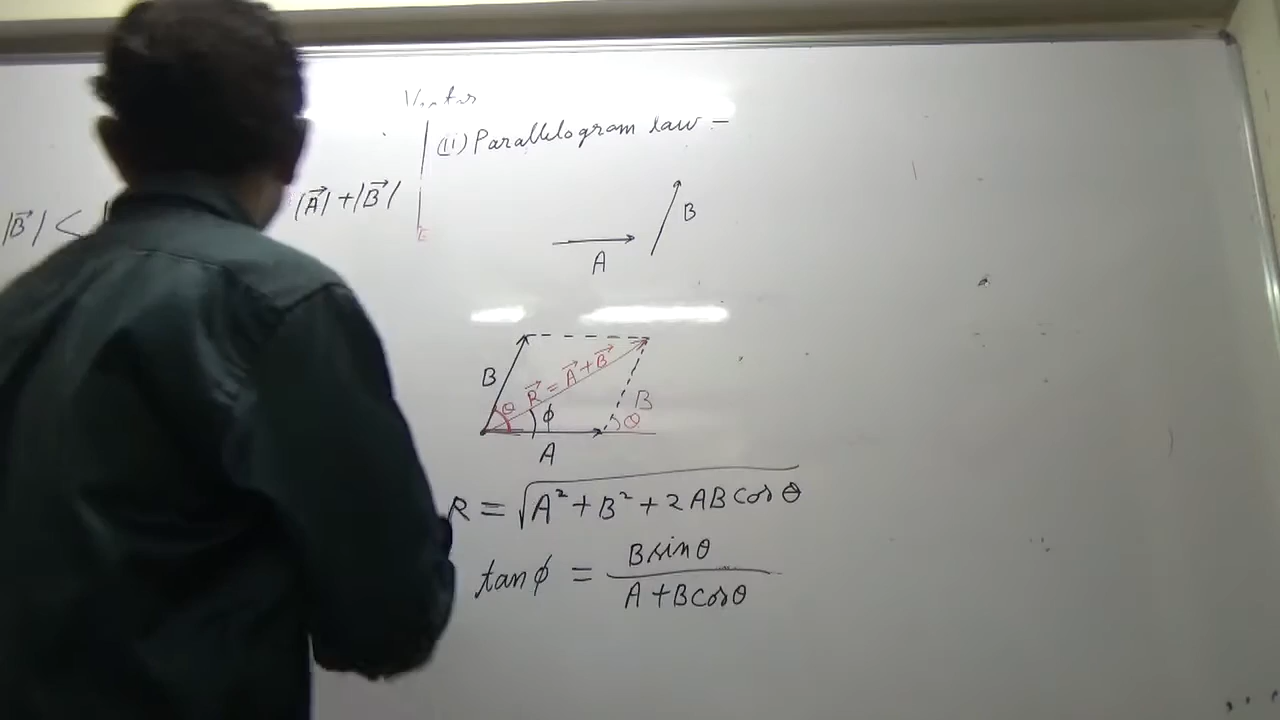 Vector
(ii) Parallelogram law –
|B⃗| <
|A⃗| + |B⃗|
B
A
B
R⃗ = A⃗ + B⃗
θ
ϕ
B
θ
A
R = √(A² + B² + 2AB cos θ)
tan ϕ = B sin θ / (A + B cos θ)